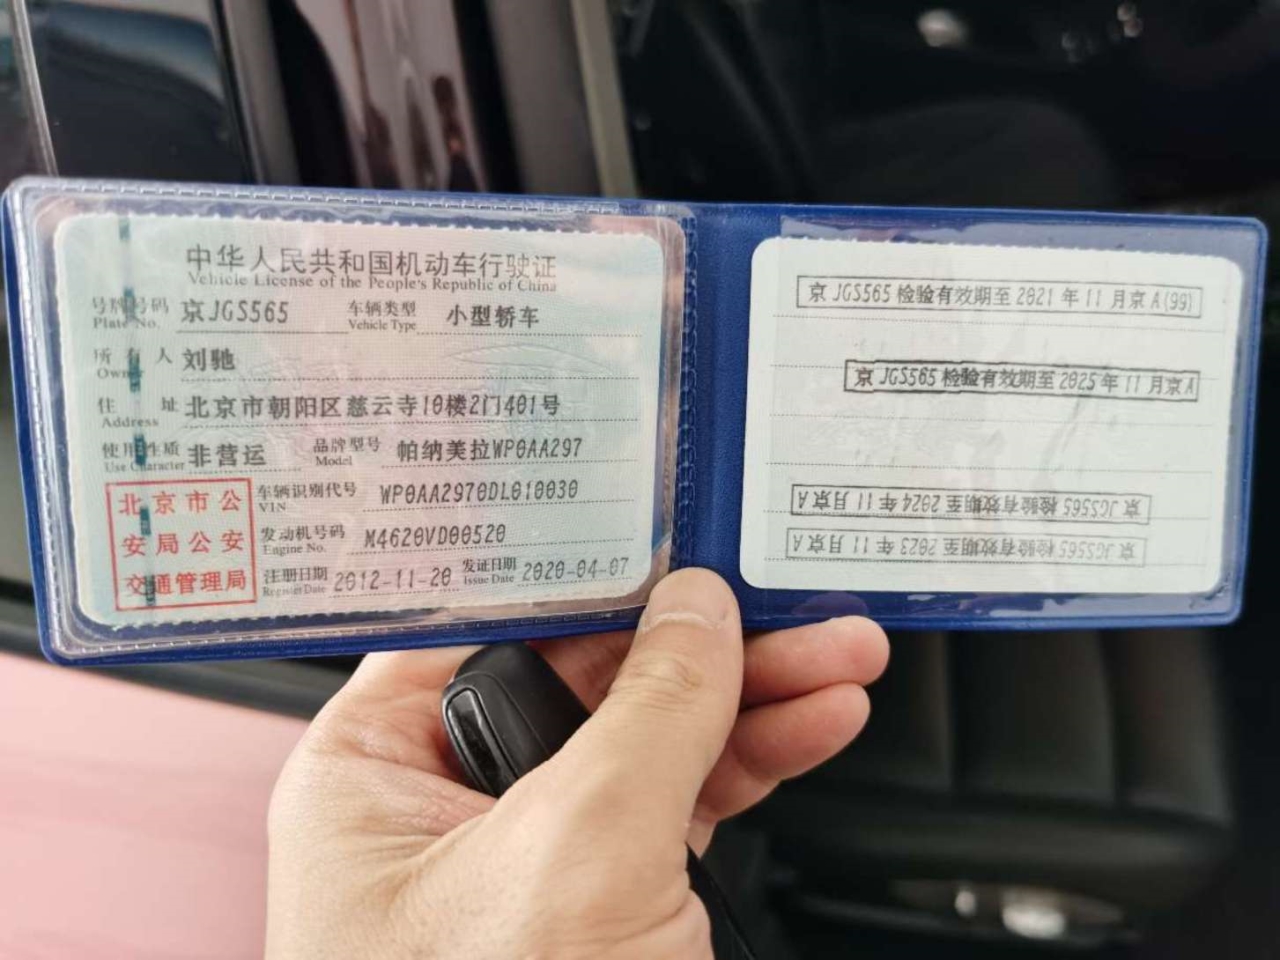 中华人民共和国机动车行驶证
Vehicle License of the People's Republic of China
号牌号码 京JGS565 车辆类型 小型轿车
Plate No. Vehicle Type
所有人 刘驰
Owner
住址 北京市朝阳区慈云寺10楼2门401号
Address
使用性质 非营运 品牌型号 帕纳美拉WP0AA297
Use Character Model
北京市公
安局公安
交通管理局
车辆识别代号 WP0AA2970DL010030
VIN
发动机号码 M4620VD00520
Engine No.
注册日期 2012-11-20 发证日期 2020-04-07
Register Date Issue Date
京JGS565检验有效期至2021年11月京A(99)
京JGS565检验有效期至2025年11月京A
京JGS565检验有效期至2024年11月京A
京JGS565检验有效期至2023年11月京A